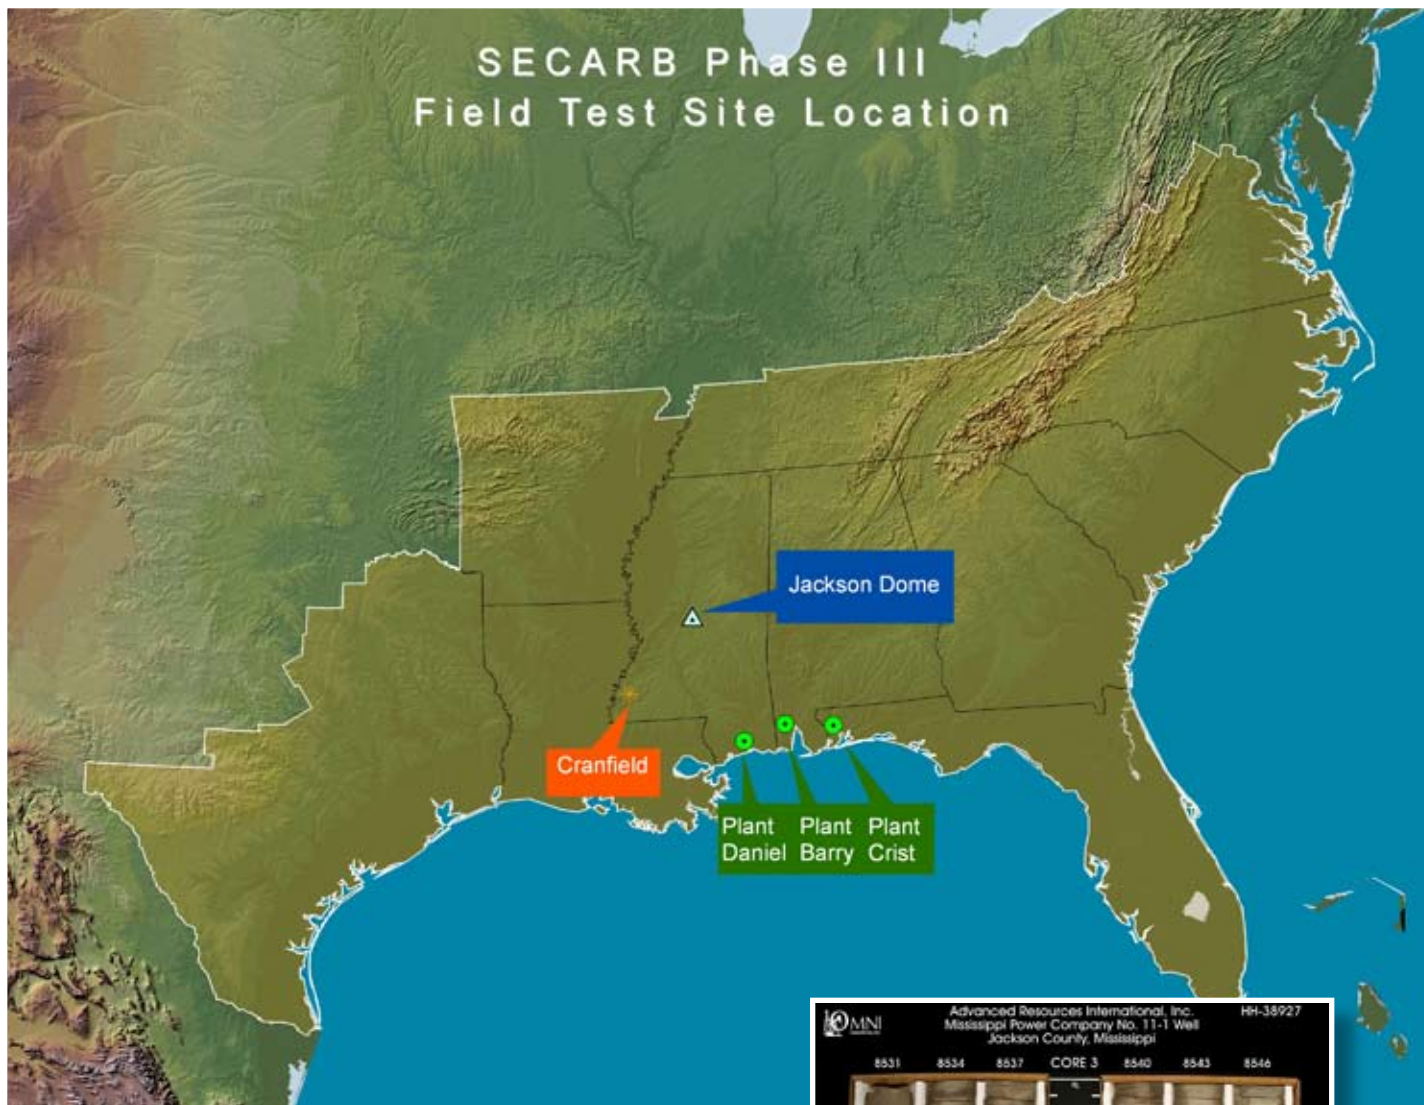 SECARB Phase III
Field Test Site Location
Jackson Dome
Cranfield
Plant Daniel
Plant Barry
Plant Crist
OMNI
Advanced Resources International, Inc.
HH-38927
Mississippi Power Company No. 11-1 Well
Jackson County, Mississippi
8531 8534 8537 CORE 3 8540 8543 8546